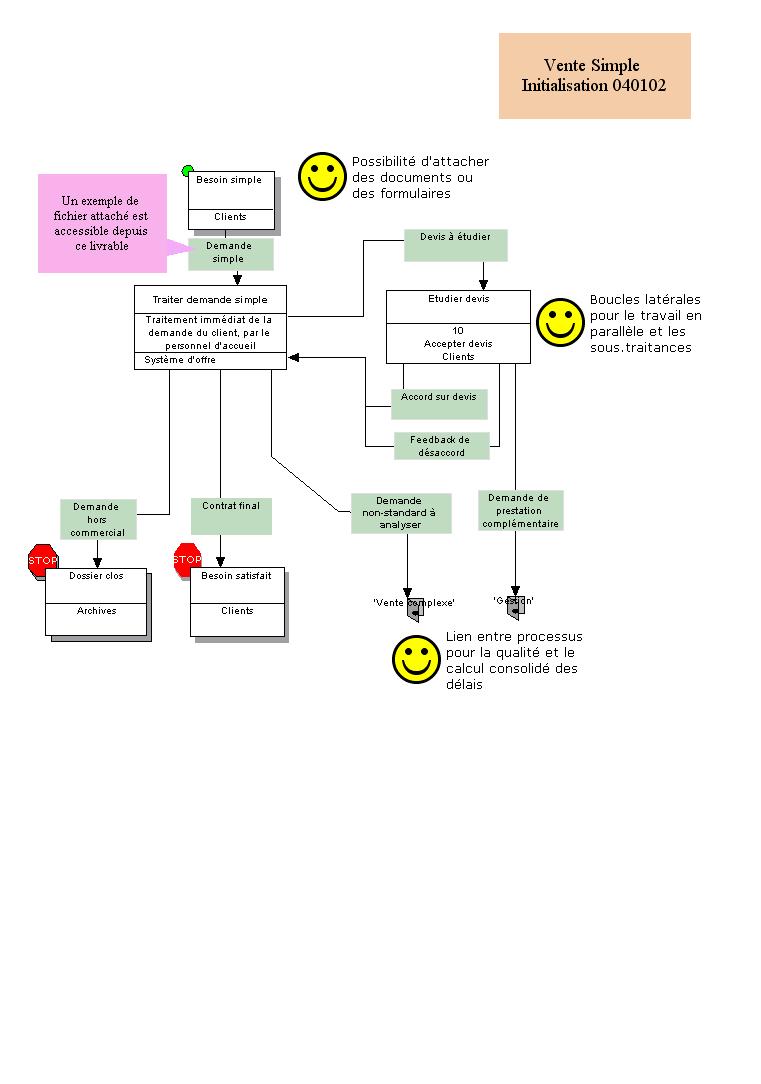 Vente Simple
Initialisation 040102
Possibilité d'attacher
des documents ou
des formulaires
Besoin simple
Clients
Un exemple de
fichier attaché est
accessible depuis
ce livrable
Demande
simple
Devis à étudier
Traiter demande simple
Traitement immédiat de la
demande du client, par le
personnel d'accueil
Système d'offre
Etudier devis
10
Accepter devis
Clients
Boucles latérales
pour le travail en
parallèle et les
sous.traitances
Accord sur devis
Feedback de
désaccord
Demande
hors
commercial
Contrat final
Demande
non-standard à
analyser
Demande de
prestation
complémentaire
STOP
Dossier clos
Archives
STOP
Besoin satisfait
Clients
'Vente complexe'
'Gestion'
Lien entre processus
pour la qualité et le
calcul consolidé des
délais